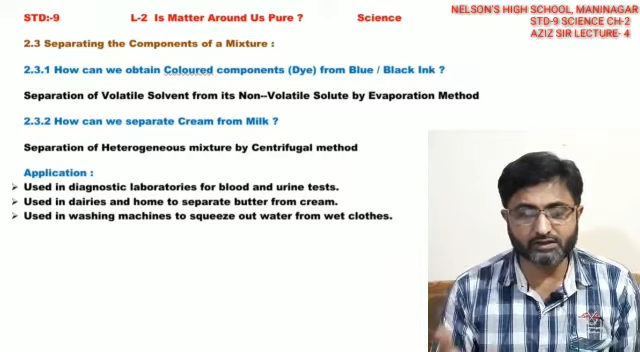 NELSON'S HIGH SCHOOL, MANINAGAR
STD-9 SCIENCE CH-2
AZIZ SIR LECTURE- 4
STD:-9 L-2 Is Matter Around Us Pure ? Science
2.3 Separating the Components of a Mixture :
2.3.1 How can we obtain Coloured components (Dye) from Blue / Black Ink ?
Separation of Volatile Solvent from its Non--Volatile Solute by Evaporation Method
2.3.2 How can we separate Cream from Milk ?
Separation of Heterogeneous mixture by Centrifugal method
Application :
➢ Used in diagnostic laboratories for blood and urine tests.
➢ Used in dairies and home to separate butter from cream.
➢ Used in washing machines to squeeze out water from wet clothes.